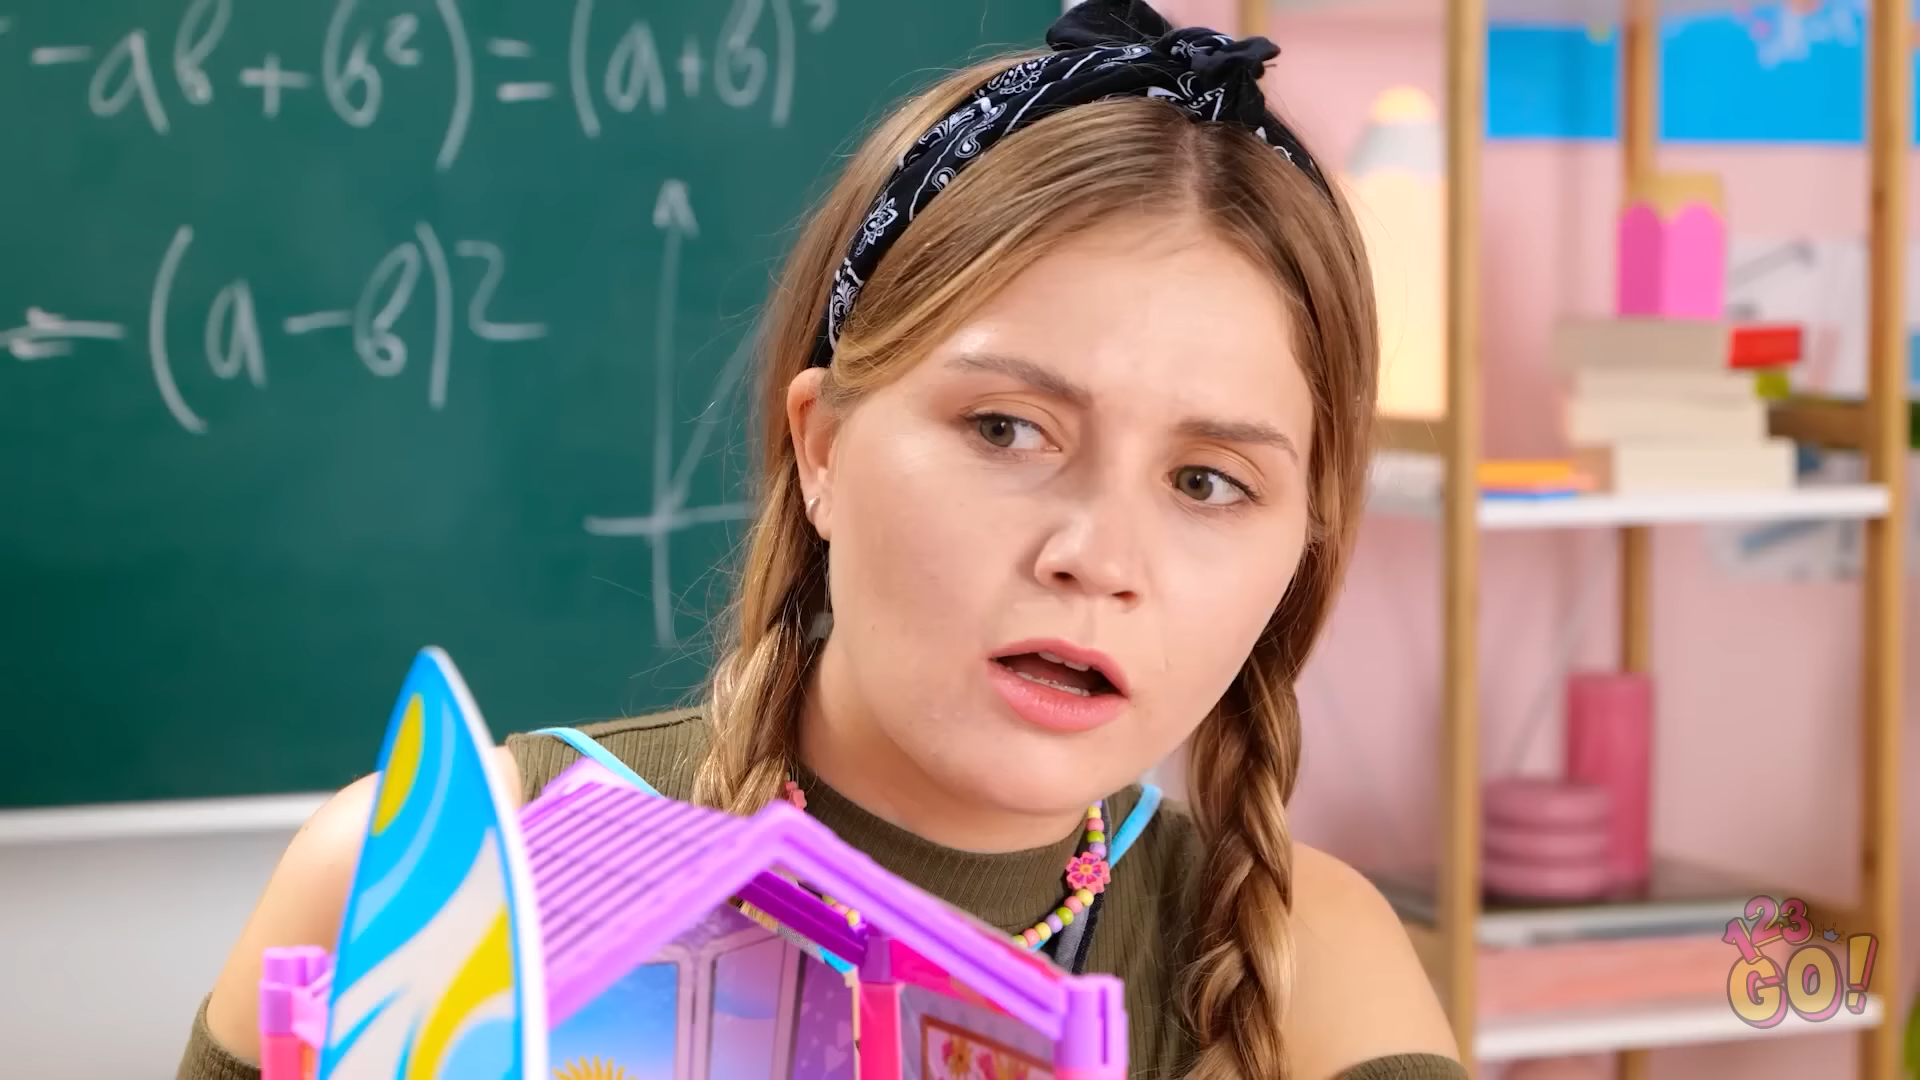 - ab + b²) = (a+b)³
= (a - b)²
123
GO!